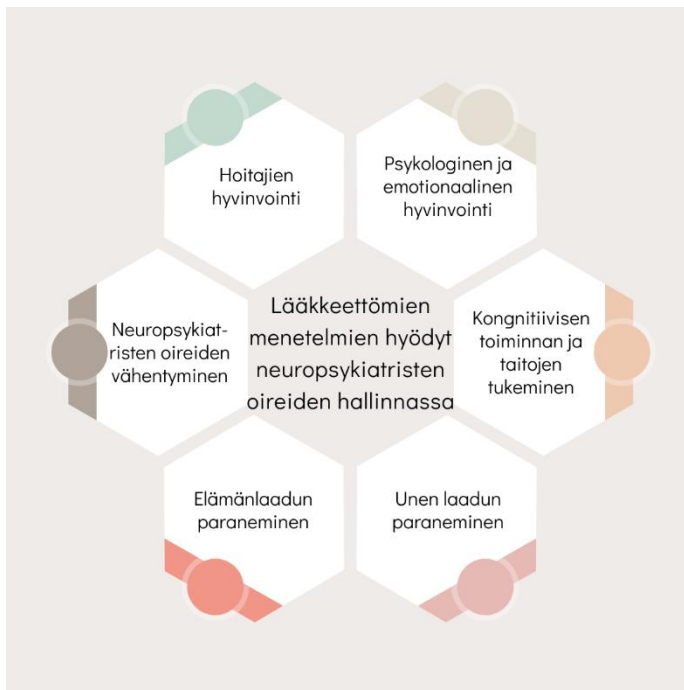 Hoitajien
hyvinvointi
Psykologinen ja
emotionaalinen
hyvinvointi
Neuropsykiat-
risten oireiden
vähentyminen
Lääkkeettömien
menetelmien hyödyt
neuropsykiatristen
oireiden hallinnassa
Kongnitiivisen
toiminnan ja
taitojen
tukeminen
Elämänlaadun
paraneminen
Unen laadun
paraneminen